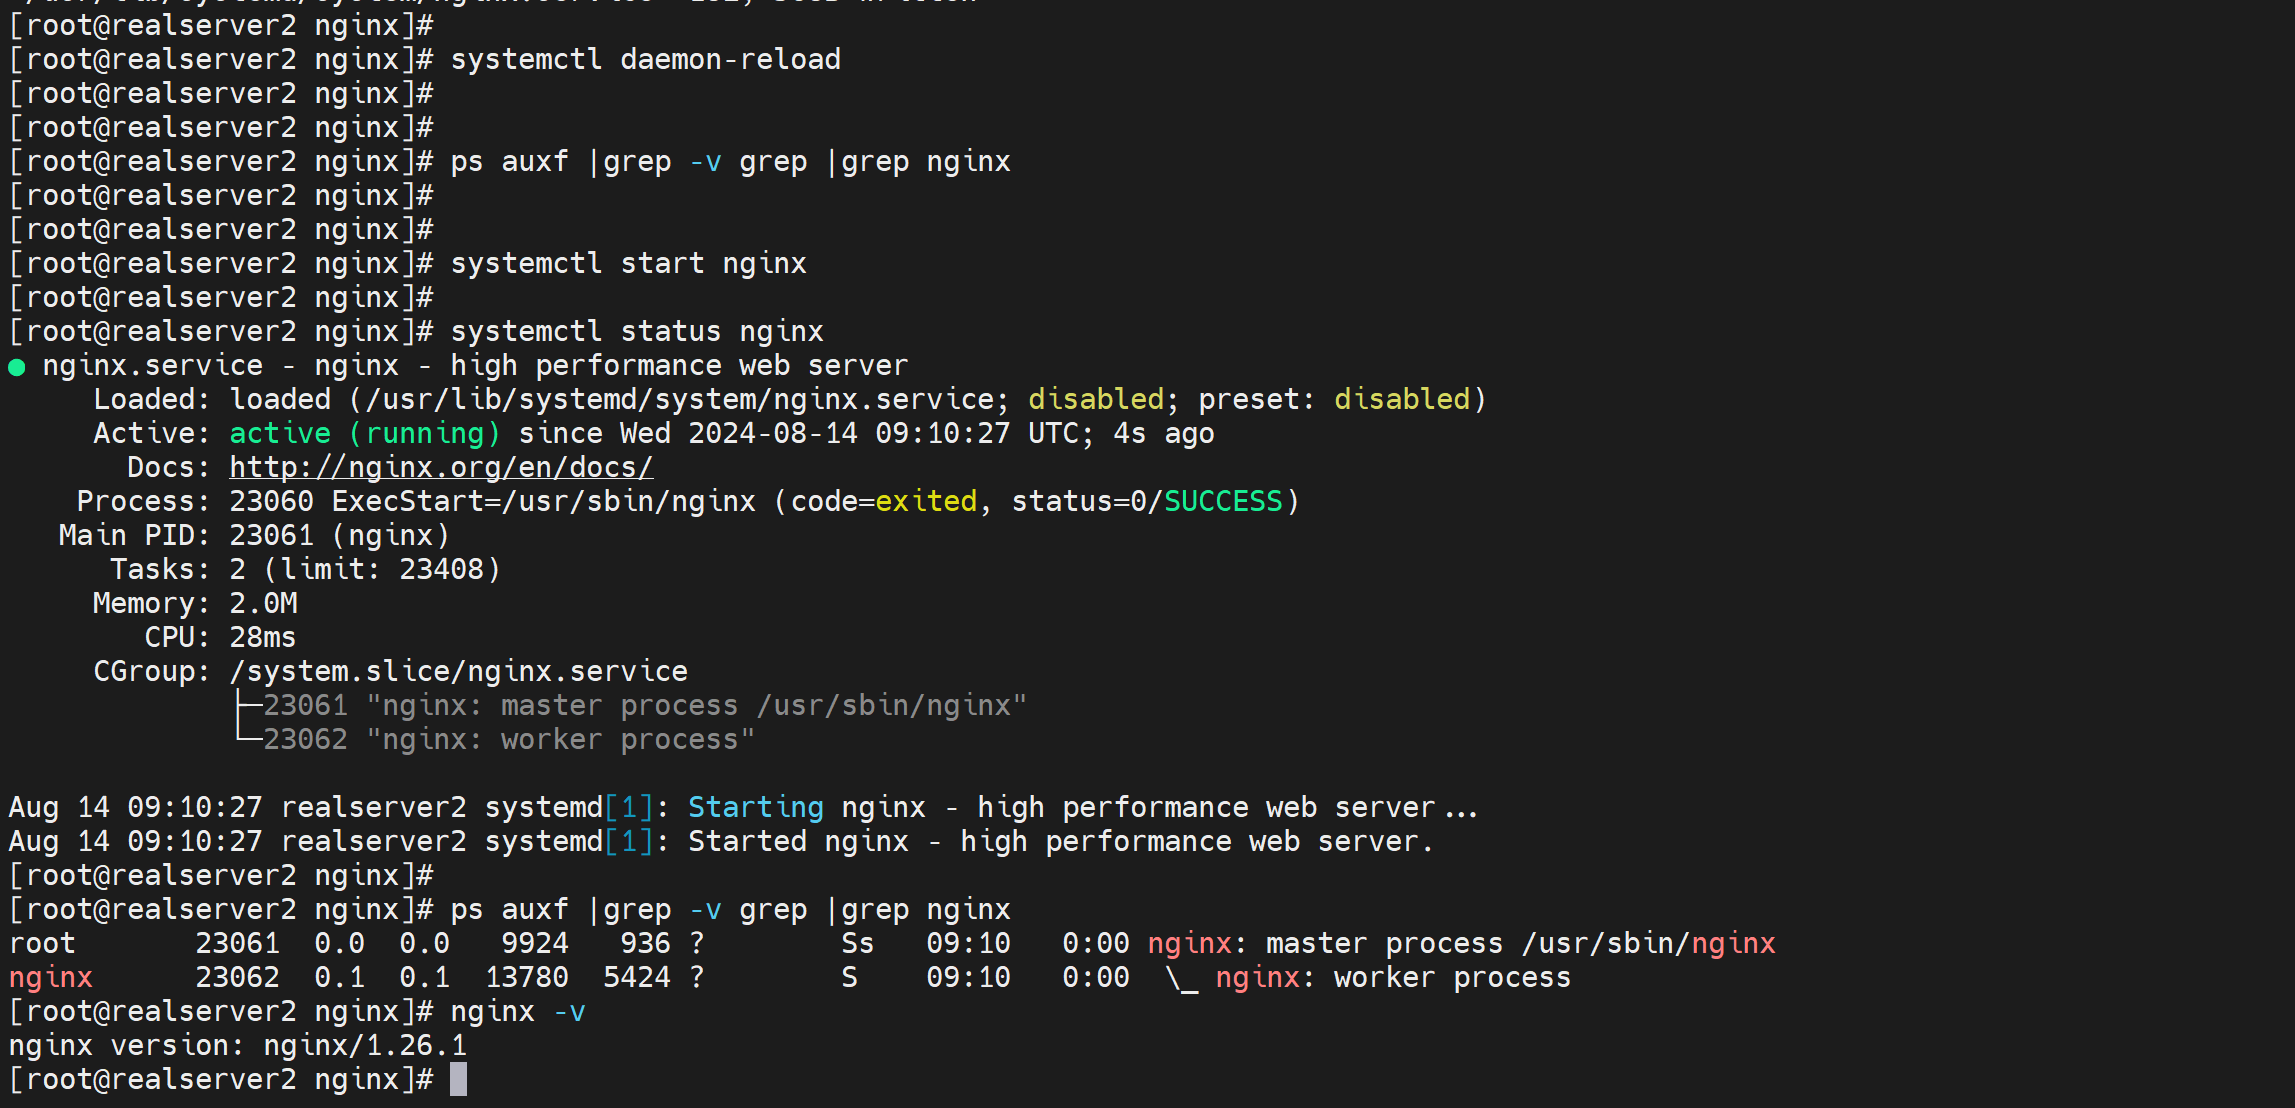 [root@realserver2 nginx]#
[root@realserver2 nginx]# systemctl daemon-reload
[root@realserver2 nginx]#
[root@realserver2 nginx]#
[root@realserver2 nginx]# ps auxf |grep -v grep |grep nginx
[root@realserver2 nginx]#
[root@realserver2 nginx]#
[root@realserver2 nginx]# systemctl start nginx
[root@realserver2 nginx]#
[root@realserver2 nginx]# systemctl status nginx
● nginx.service - nginx - high performance web server
     Loaded: loaded (/usr/lib/systemd/system/nginx.service; disabled; preset: disabled)
     Active: active (running) since Wed 2024-08-14 09:10:27 UTC; 4s ago
       Docs: http://nginx.org/en/docs/
    Process: 23060 ExecStart=/usr/sbin/nginx (code=exited, status=0/SUCCESS)
   Main PID: 23061 (nginx)
      Tasks: 2 (limit: 23408)
     Memory: 2.0M
        CPU: 28ms
     CGroup: /system.slice/nginx.service
             ├─23061 "nginx: master process /usr/sbin/nginx"
             └─23062 "nginx: worker process"
Aug 14 09:10:27 realserver2 systemd[1]: Starting nginx - high performance web server...
Aug 14 09:10:27 realserver2 systemd[1]: Started nginx - high performance web server.
[root@realserver2 nginx]#
[root@realserver2 nginx]# ps auxf |grep -v grep |grep nginx
root       23061  0.0  0.0   9924   936 ?        Ss   09:10   0:00 nginx: master process /usr/sbin/nginx
nginx      23062  0.1  0.1  13780  5424 ?        S    09:10   0:00  \_ nginx: worker process
[root@realserver2 nginx]# nginx -v
nginx version: nginx/1.26.1
[root@realserver2 nginx]#